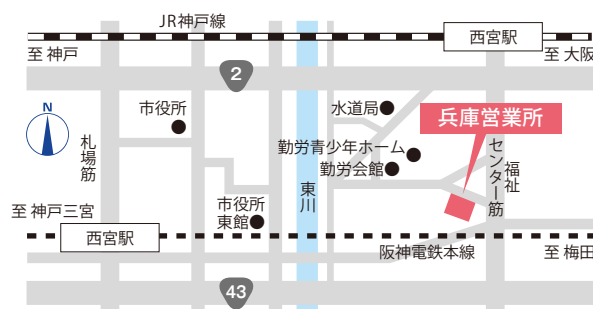 JR神戸線
西宮駅
至 神戸
至 大阪
2
市役所
水道局
兵庫営業所
N
札場筋
勤労青少年ホーム
勤労会館
福祉
センター筋
東川
市役所
東館
至 神戸三宮
西宮駅
阪神電鉄本線
至 梅田
43